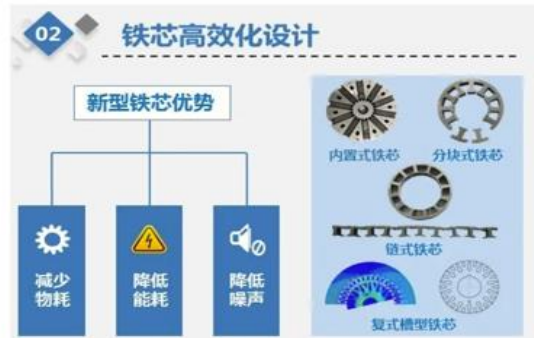 02
铁芯高效化设计
新型铁芯优势
减少
物耗
降低
能耗
降低
噪声
内置式铁芯
分块式铁芯
链式铁芯
复式槽型铁芯